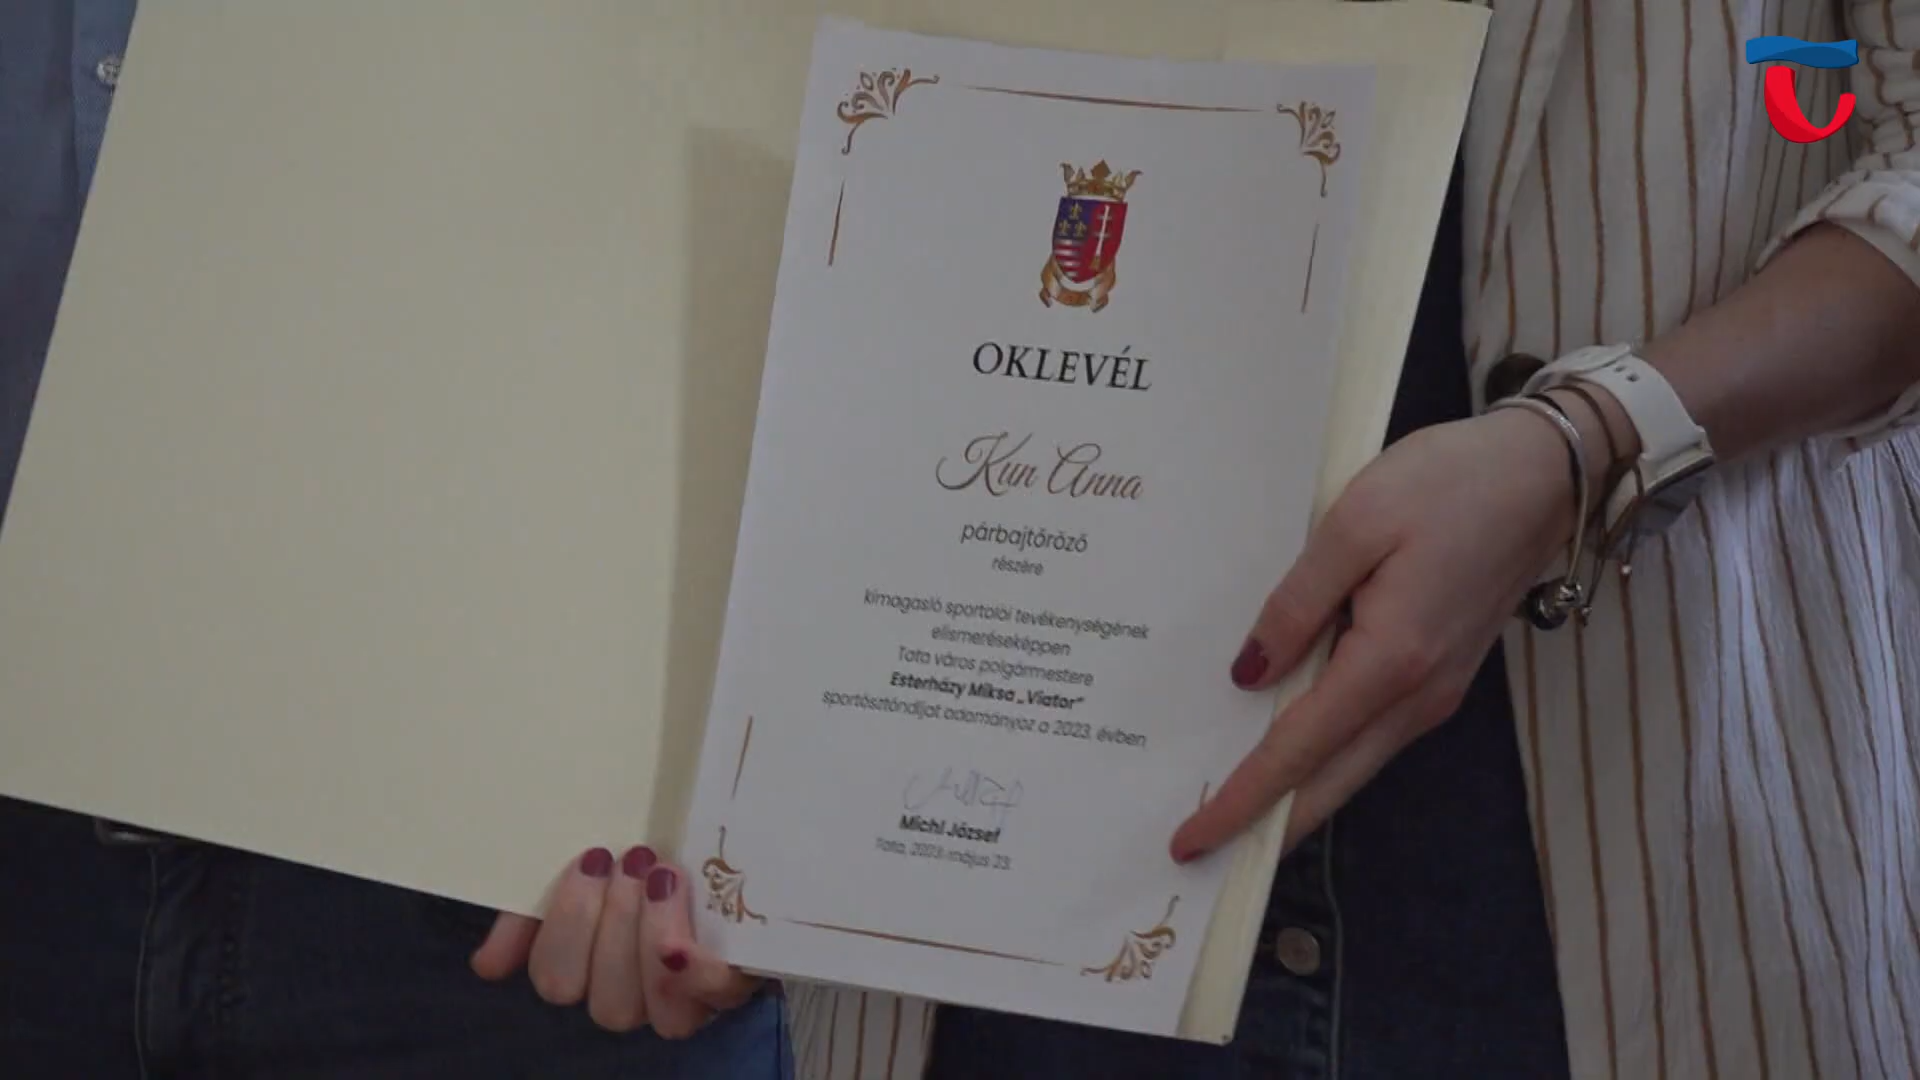 OKLEVÉL
Kun Anna
párbajtőröző
részére
kimagasló sportolói tevékenységének
elismeréseképpen
Tata város polgármestere
Esterházy Miksa „Viator”
sportösztöndíjat adományoz a 2023. évben
Michl József
Tata, 2023. május 23.